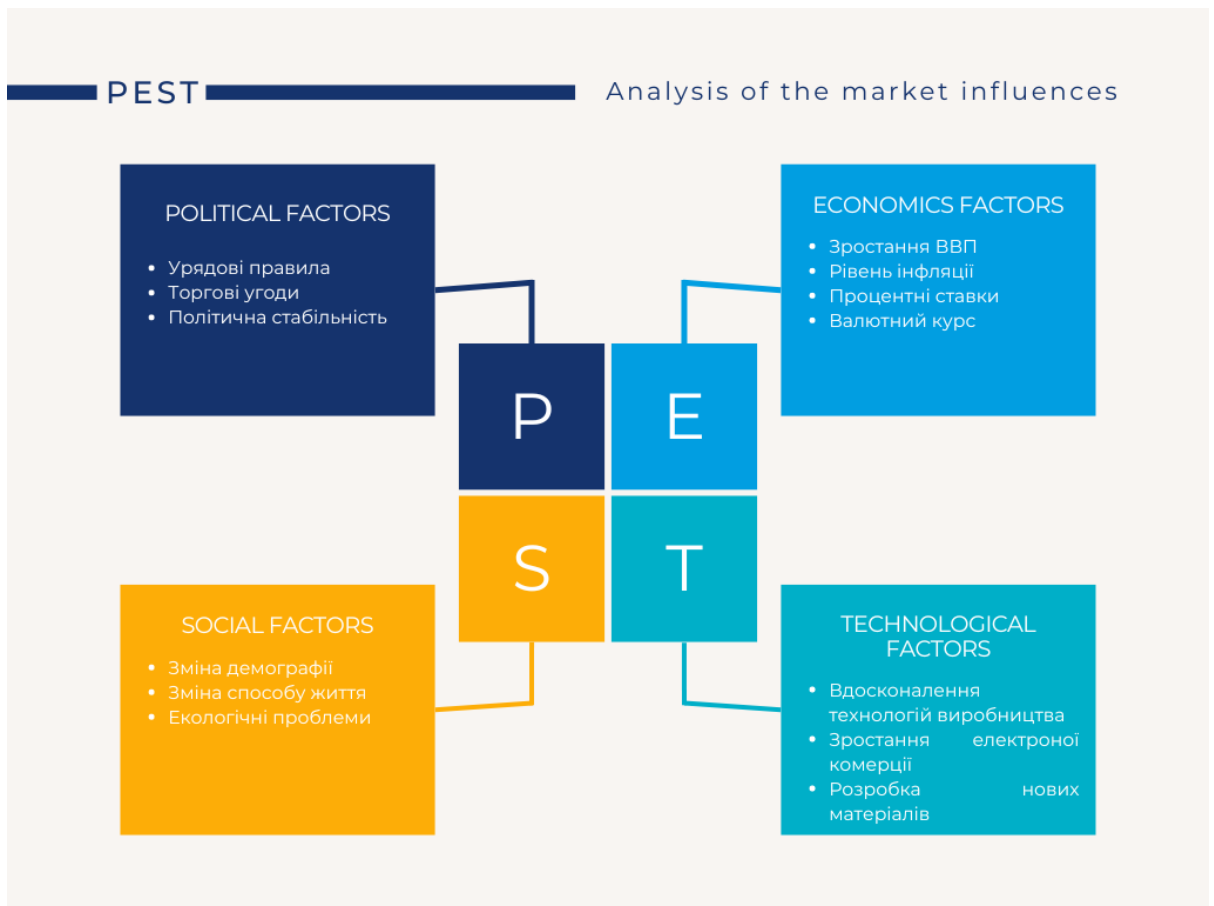 PEST
Analysis of the market influences
POLITICAL FACTORS
• Урядові правила
• Торгові угоди
• Політична стабільність
ECONOMICS FACTORS
• Зростання ВВП
• Рівень інфляції
• Процентні ставки
• Валютний курс
P
E
S
T
SOCIAL FACTORS
• Зміна демографії
• Зміна способу життя
• Екологічні проблеми
TECHNOLOGICAL
FACTORS
• Вдосконалення
технологій виробництва
• Зростання електроної
комерції
• Розробка нових
матеріалів